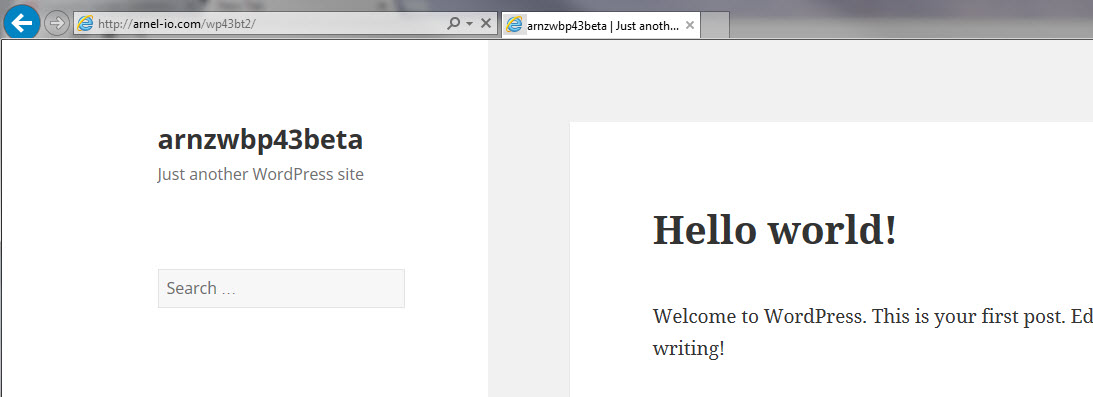 http://arnel-io.com/wp43bt2/
arnzwbp43beta | Just anoth...
arnzwbp43beta
Just another WordPress site
Search ...
Hello world!
Welcome to WordPress. This is your first post. Ed
writing!